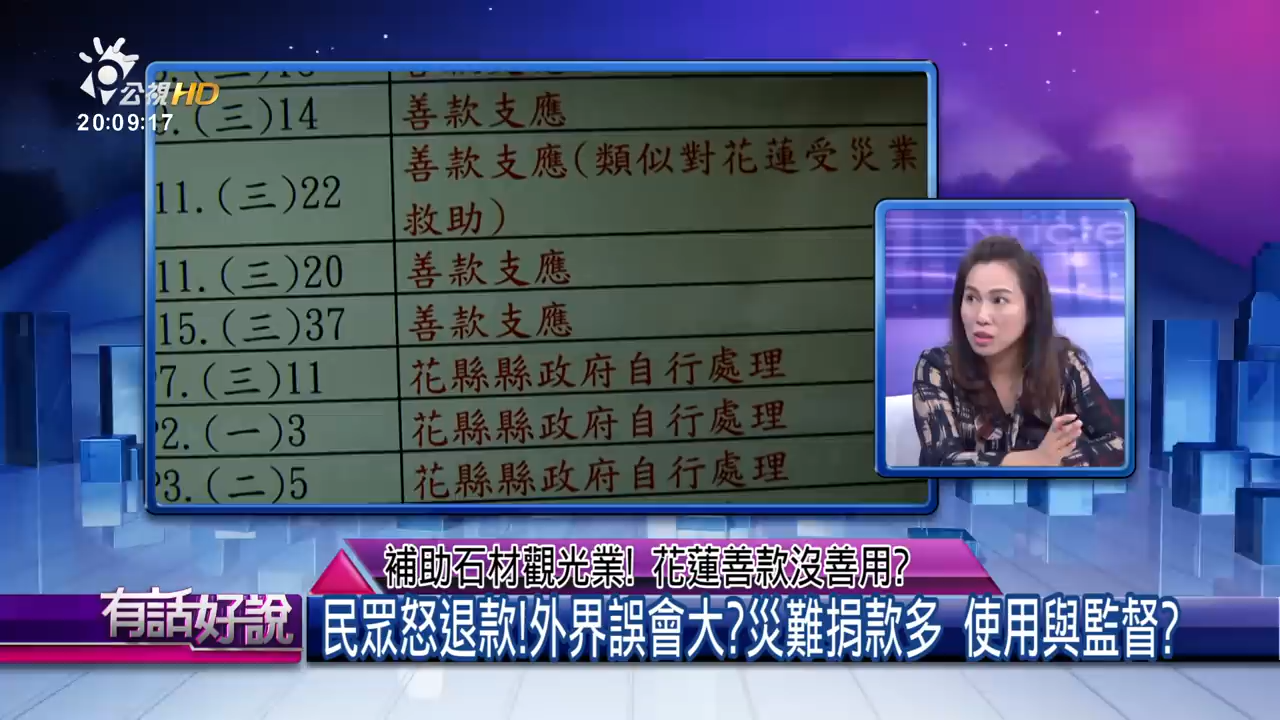 公視HD
20:09:17
(三)14 善款支應
11.(三)22 善款支應(類似對花蓮受災業
救助)
11.(三)20 善款支應
15.(三)37 善款支應
7.(三)11 花縣縣政府自行處理
2.(一)3 花縣縣政府自行處理
3.(二)5 花縣縣政府自行處理
補助石材觀光業! 花蓮善款沒善用?
有話好說
民眾怒退款!外界誤會大?災難捐款多 使用與監督?